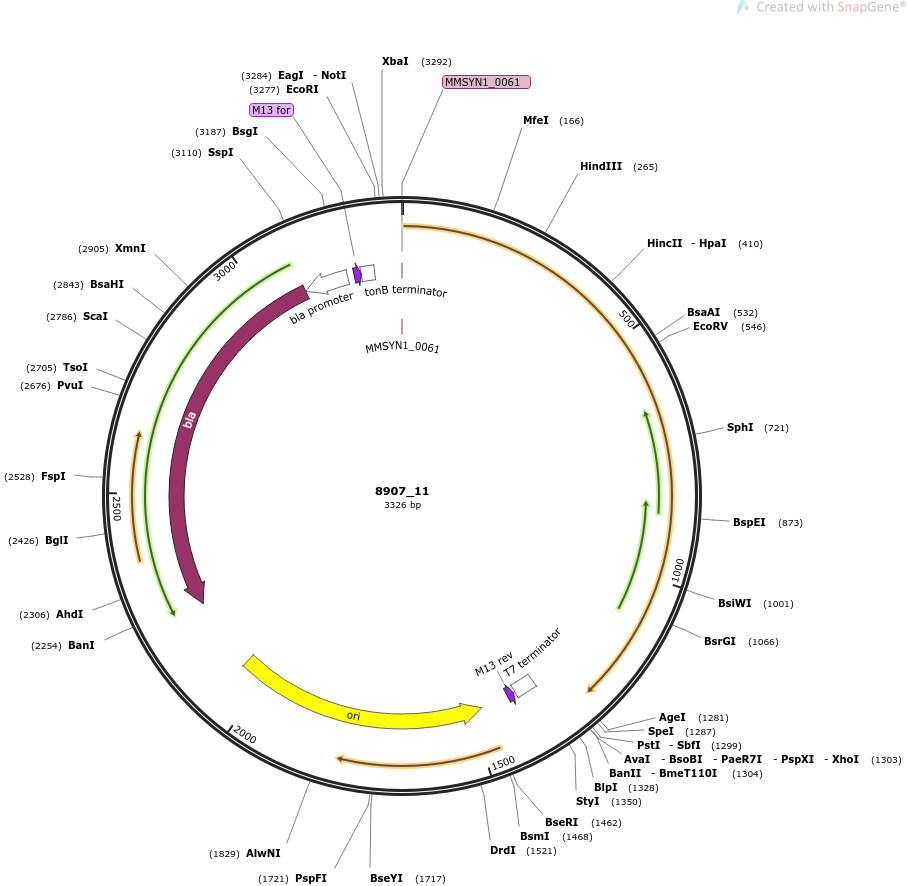 Created with SnapGene®
XbaI (3292)
(3284) EagI - NotI
(3277) EcoRI
MMSYN1_0061
M13 for
(3187) BsgI
(3110) SspI
MfeI (166)
HindIII (265)
HincII - HpaI (410)
BsaAI (532)
EcoRV (546)
SphI (721)
BspEI (873)
BsiWI (1001)
BsrGI (1066)
AgeI (1281)
SpeI (1287)
PstI - SbfI (1299)
AvaI - BsoBI - PaeR7I - PspXI - XhoI (1303)
BanII - BmeT110I (1304)
BlpI (1328)
StyI (1350)
BseRI (1462)
BsmI (1468)
DrdI (1521)
BseYI (1717)
(1721) PspFI
(1829) AlwNI
(2254) BanI
(2306) AhdI
(2426) BglI
(2528) FspI
(2676) PvuI
(2705) TsoI
(2786) ScaI
(2843) BsaHI
(2905) XmnI
500
1000
1500
2000
2500
3000
bla promoter
tonB terminator
MMSYN1_0061
bla
8907_11
3326 bp
M13 rev
T7 terminator
ori